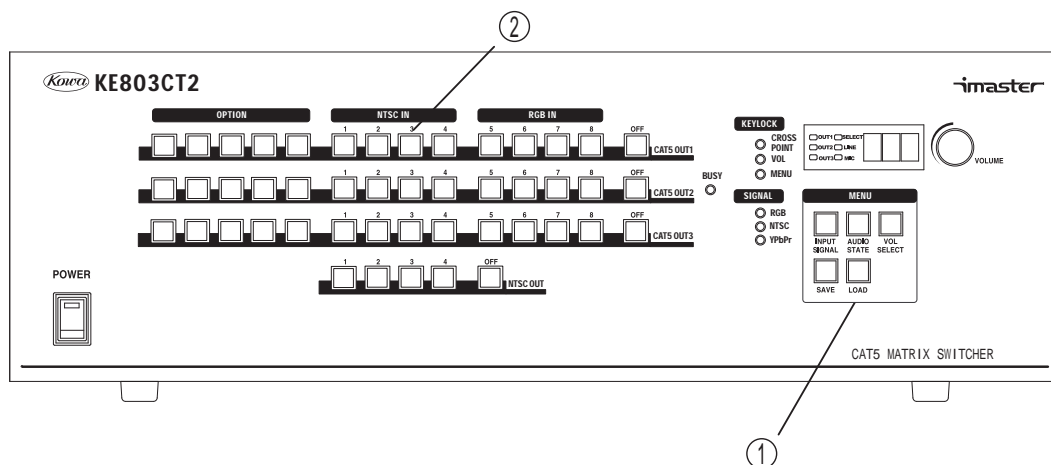 ②
Kowa KE803CT2
imaster
OPTION NTSC IN RGB IN
1 2 3 4 5 6 7 8 OFF
CAT5 OUT1
1 2 3 4 5 6 7 8 OFF
CAT5 OUT2
1 2 3 4 5 6 7 8 OFF
CAT5 OUT3
1 2 3 4 OFF
NTSC OUT
BUSY
KEYLOCK
CROSS
POINT
VOL
MENU
SIGNAL
RGB
NTSC
YPbPr
OUT1 SELECT
OUT2 LINE
OUT3 MIC
VOLUME
MENU
INPUT
SIGNAL
AUDIO
STATE
VOL
SELECT
SAVE LOAD
POWER
CAT5 MATRIX SWITCHER
①